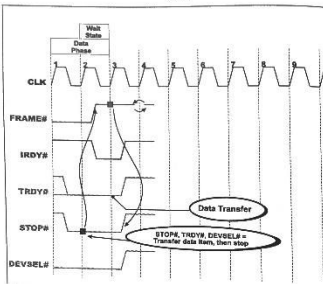 Wait
State
Data
Phase
1 2 3 4 5 6 7 8 9
CLK
FRAME#
IRDY#
TRDY#
Data Transfer
STOP#
STOP#, TRDY#, DEVSEL# =
Transfer data item, then stop
DEVSEL#